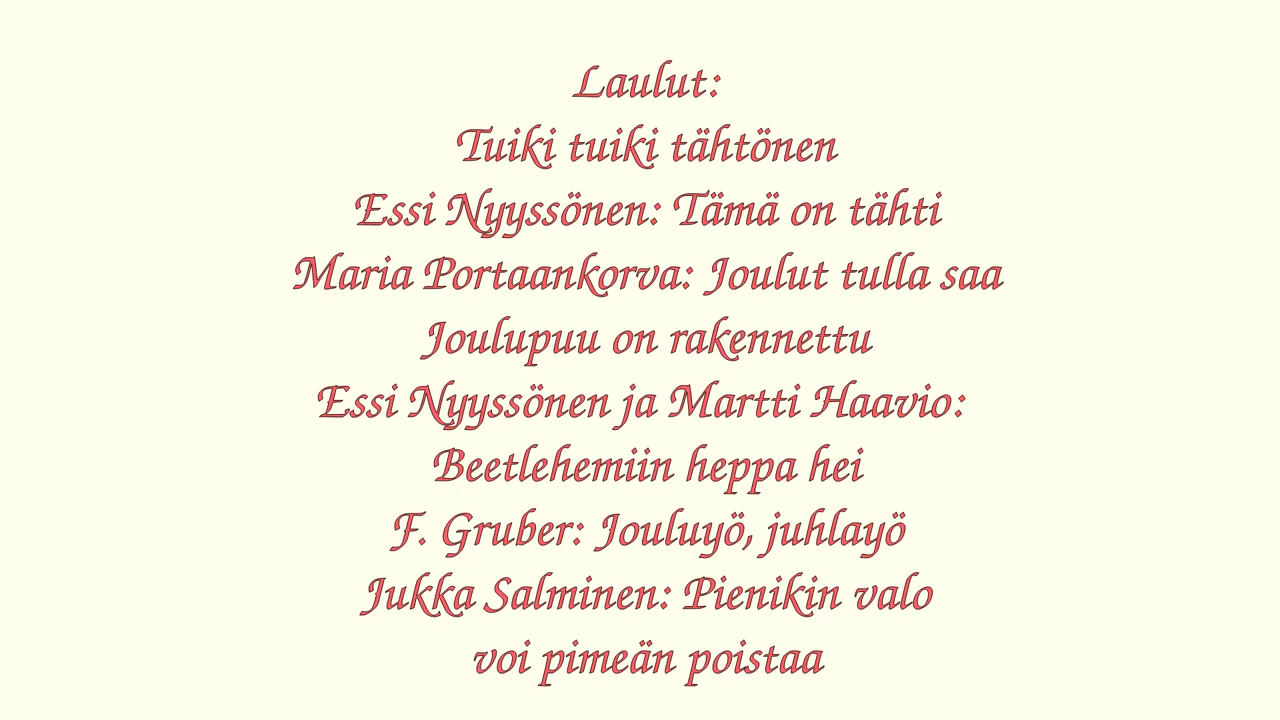 Laulut:
Tuiki tuiki tähtönen
Essi Nyyssönen: Tämä on tähti
Maria Portaankorva: Joulut tulla saa
Joulupuu on rakennettu
Essi Nyyssönen ja Martti Haavio:
Beetlehemiin heppa hei
F. Gruber: Jouluyö, juhlayö
Jukka Salminen: Pienikin valo
voi pimeän poistaa